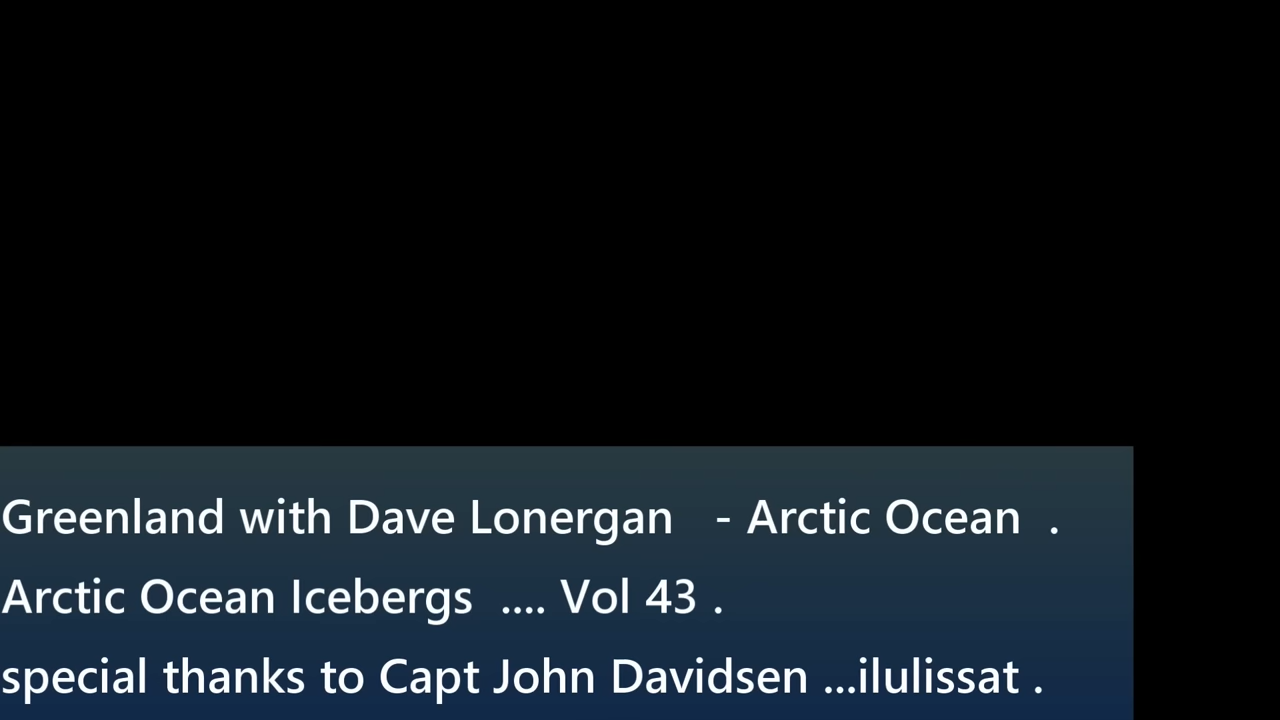 Greenland with Dave Lonergan   - Arctic Ocean  .
Arctic Ocean Icebergs  .... Vol 43 .
special thanks to Capt John Davidsen ...ilulissat .